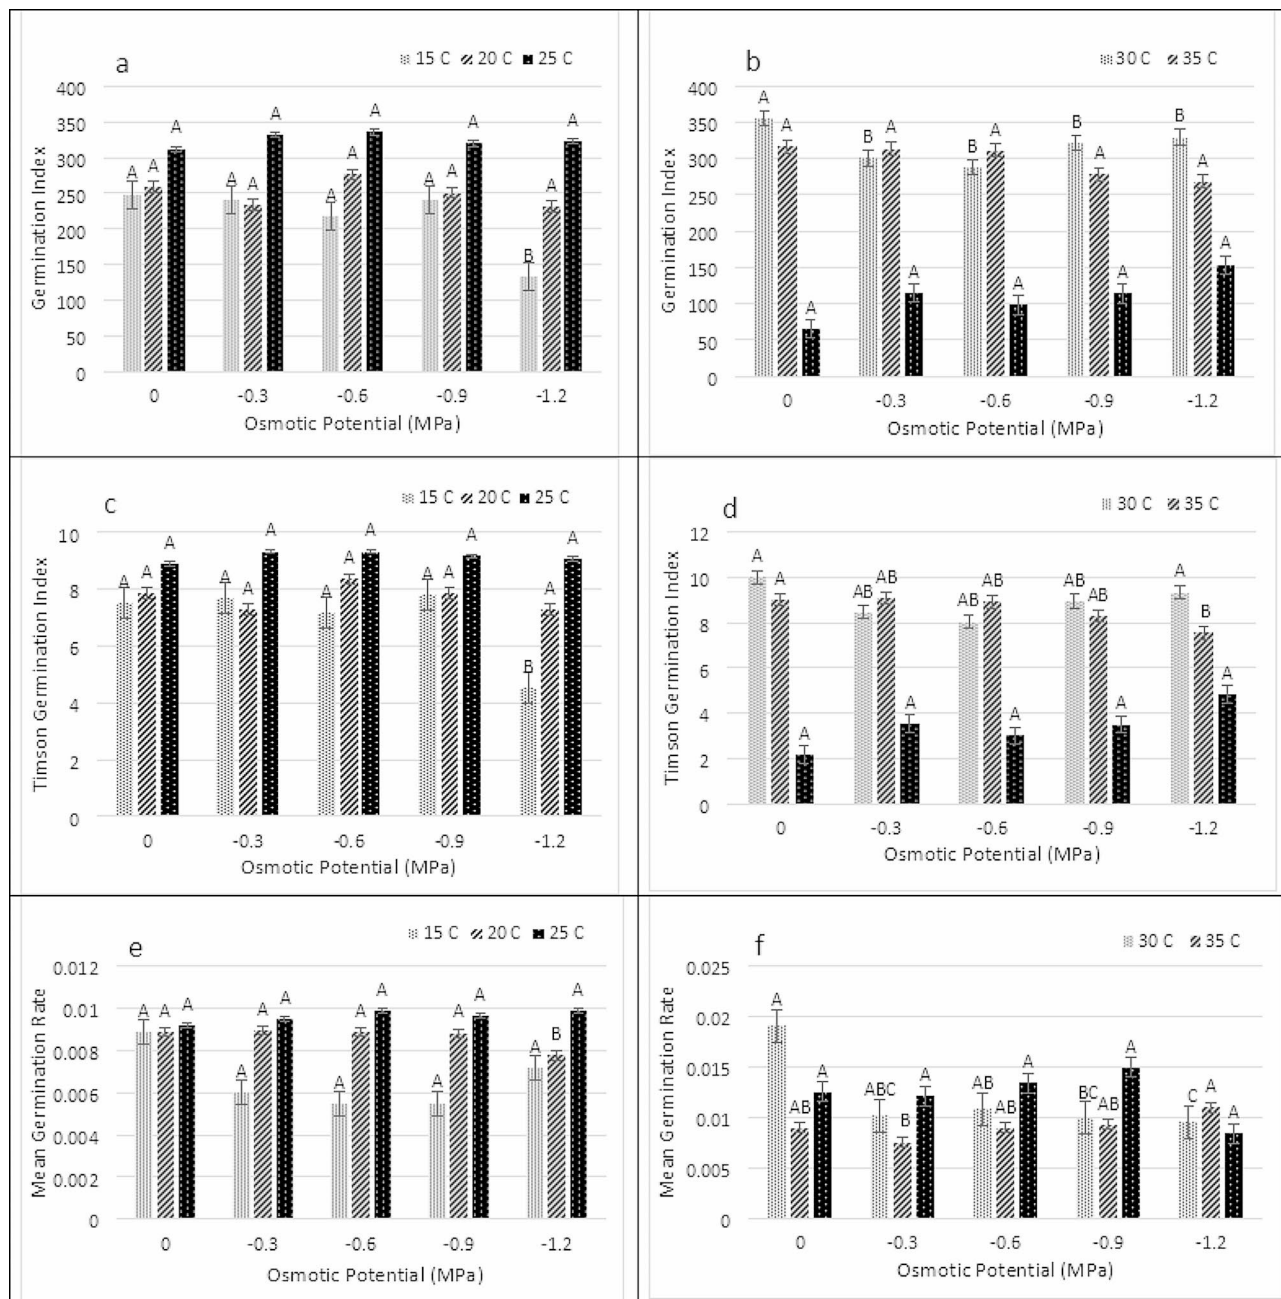 a
15 C 20 C 25 C
Germination Index
400
350
300
250
200
150
100
50
0
A A A A A A A A A A A A B A A
0 -0.3 -0.6 -0.9 -1.2
Osmotic Potential (MPa)
b
30 C 35 C
Germination Index
400
350
300
250
200
150
100
50
0
A A A B A A B A A B A A B A A
0 -0.3 -0.6 -0.9 -1.2
Osmotic Potential (MPa)
c
15 C 20 C 25 C
Timson Germination Index
10
8
6
4
2
0
A A A A A A A A A A A A B A A
0 -0.3 -0.6 -0.9 -1.2
Osmotic Potential (MPa)
d
30 C 35 C
Timson Germination Index
12
10
8
6
4
2
0
A A A AB AB A AB AB A AB AB A A B A
0 -0.3 -0.6 -0.9 -1.2
Osmotic Potential (MPa)
e
15 C 20 C 25 C
Mean Germination Rate
0.012
0.01
0.008
0.006
0.004
0.002
0
A A A A A A A A A A A A A B A
0 -0.3 -0.6 -0.9 -1.2
Osmotic Potential (MPa)
f
30 C 35 C
Mean Germination Rate
0.025
0.02
0.015
0.01
0.005
0
A AB A ABC B A AB AB A BC AB A C A A
0 -0.3 -0.6 -0.9 -1.2
Osmotic Potential (MPa)